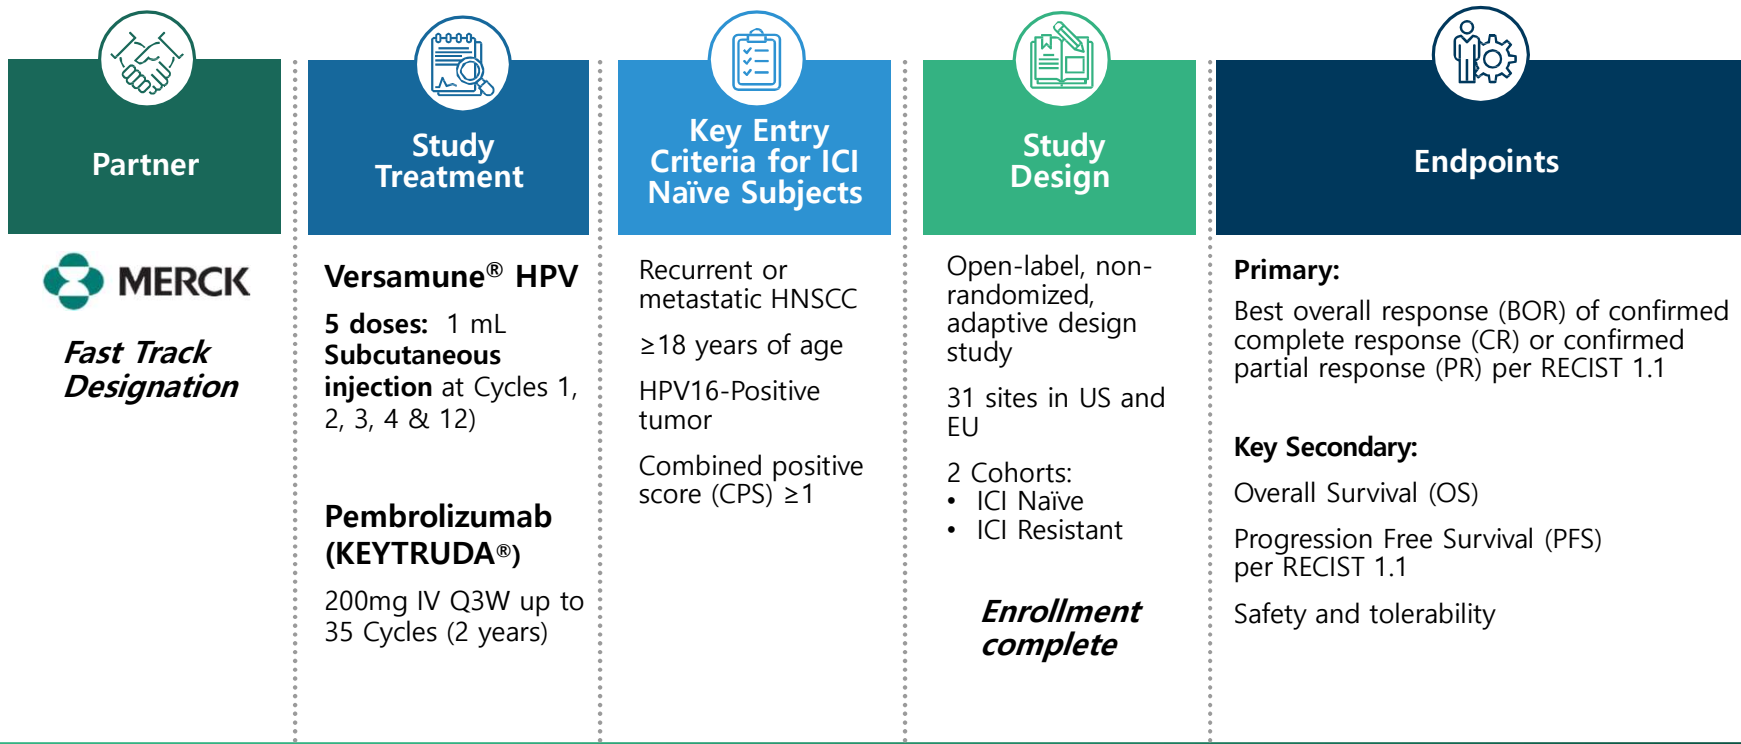 Partner
MERCK
Fast Track
Designation
Study
Treatment
Versamune® HPV
5 doses: 1 mL
Subcutaneous
injection at Cycles 1,
2, 3, 4 & 12)
Pembrolizumab
(KEYTRUDA®)
200mg IV Q3W up to
35 Cycles (2 years)
Key Entry
Criteria for ICI
Naïve Subjects
Recurrent or
metastatic HNSCC
≥18 years of age
HPV16-Positive
tumor
Combined positive
score (CPS) ≥1
Study
Design
Open-label, non-
randomized,
adaptive design
study
31 sites in US and
EU
2 Cohorts:
• ICI Naïve
• ICI Resistant
Enrollment
complete
Endpoints
Primary:
Best overall response (BOR) of confirmed
complete response (CR) or confirmed
partial response (PR) per RECIST 1.1
Key Secondary:
Overall Survival (OS)
Progression Free Survival (PFS)
per RECIST 1.1
Safety and tolerability